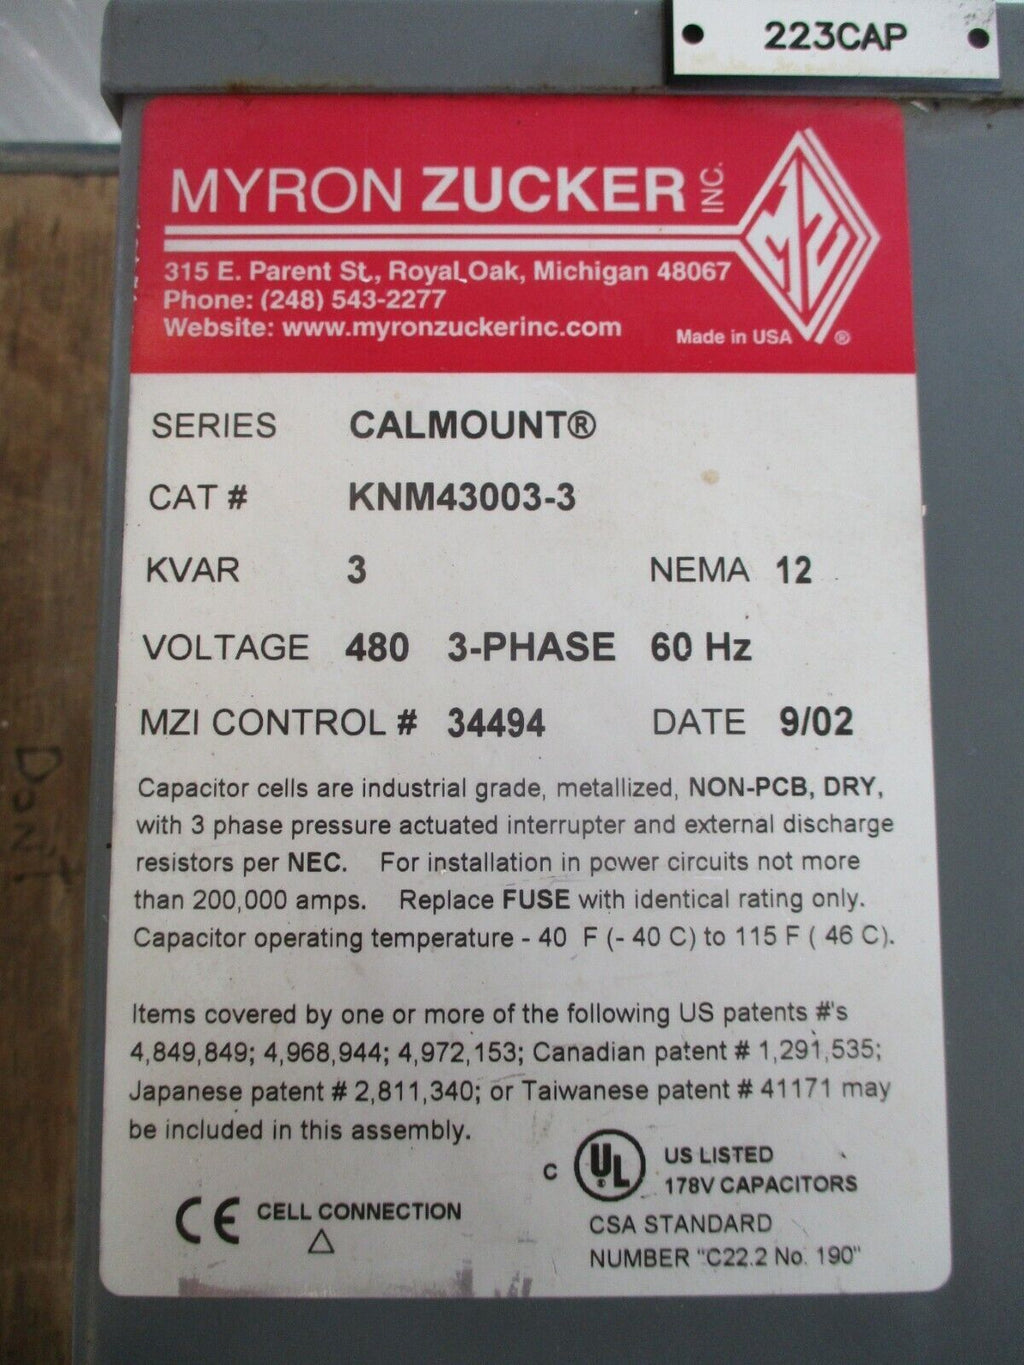 223CAP
MYRON ZUCKER INC.
315 E. Parent St., Royal Oak, Michigan 48067
Phone: (248) 543-2277
Website: www.myronzuckerinc.com
Made in USA
MZ ®
SERIES CALMOUNT®
CAT # KNM43003-3
KVAR 3 NEMA 12
VOLTAGE 480 3-PHASE 60 Hz
MZI CONTROL # 34494 DATE 9/02
Capacitor cells are industrial grade, metallized, NON-PCB, DRY,
with 3 phase pressure actuated interrupter and external discharge
resistors per NEC. For installation in power circuits not more
than 200,000 amps. Replace FUSE with identical rating only.
Capacitor operating temperature - 40 F (- 40 C) to 115 F ( 46 C).
Items covered by one or more of the following US patents #'s
4,849,849; 4,968,944; 4,972,153; Canadian patent # 1,291,535;
Japanese patent # 2,811,340; or Taiwanese patent # 41171 may
be included in this assembly.
C UL ® US LISTED
178V CAPACITORS
CE CELL CONNECTION
△
CSA STANDARD
NUMBER "C22.2 No. 190"